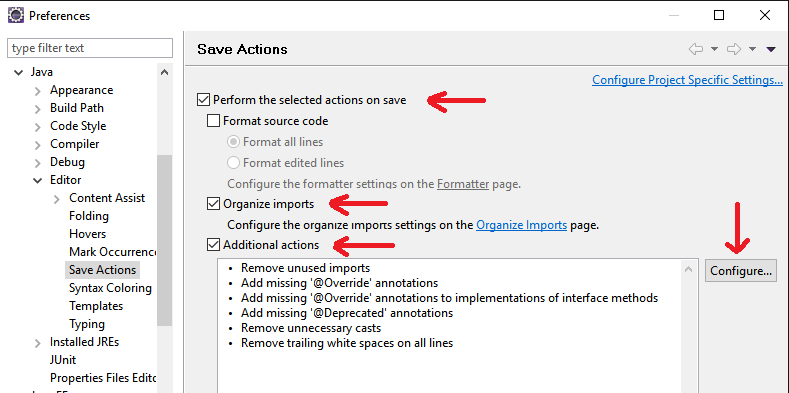 Preferences
type filter text
Java
Appearance
Build Path
Code Style
Compiler
Debug
Editor
Content Assist
Folding
Hovers
Mark Occurrence
Save Actions
Syntax Coloring
Templates
Typing
Installed JREs
JUnit
Properties Files Edito
Save Actions
Configure Project Specific Settings...
Perform the selected actions on save
Format source code
Format all lines
Format edited lines
Configure the formatter settings on the Formatter page.
Organize imports
Configure the organize imports settings on the Organize Imports page.
Additional actions
• Remove unused imports
• Add missing '@Override' annotations
• Add missing '@Override' annotations to implementations of interface methods
• Add missing '@Deprecated' annotations
• Remove unnecessary casts
• Remove trailing white spaces on all lines
Configure...